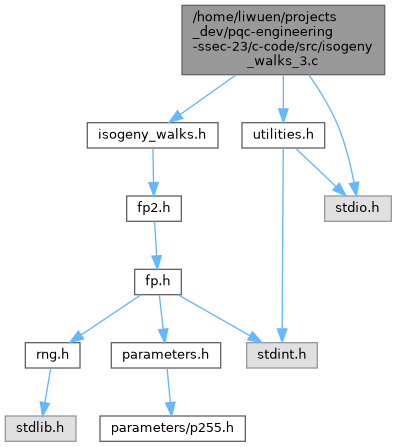 /home/liwuen/projects
_dev/pqc-engineering
-ssec-23/c-code/src/isogeny
_walks_3.c
isogeny_walks.h
utilities.h
fp2.h
stdio.h
fp.h
rng.h
parameters.h
stdint.h
stdlib.h
parameters/p255.h